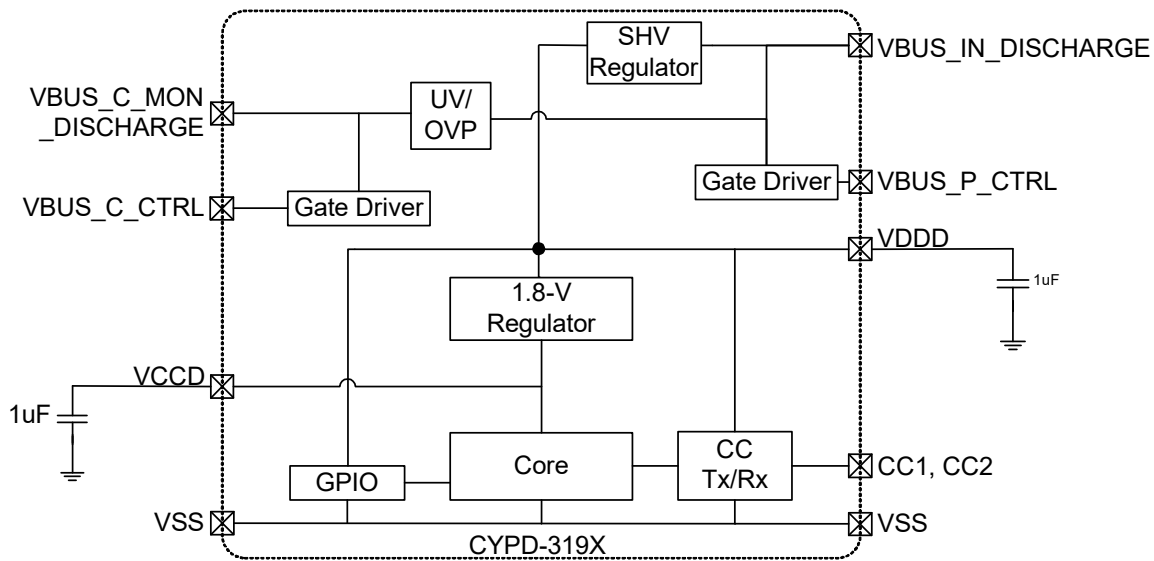 SHV
Regulator
VBUS_IN_DISCHARGE
VBUS_C_MON
_DISCHARGE
UV/
OVP
Gate Driver
VBUS_P_CTRL
VBUS_C_CTRL
Gate Driver
VDDD
1uF
1.8-V
Regulator
VCCD
1uF
Core
CC
Tx/Rx
CC1, CC2
GPIO
VSS
VSS
CYPD-319X